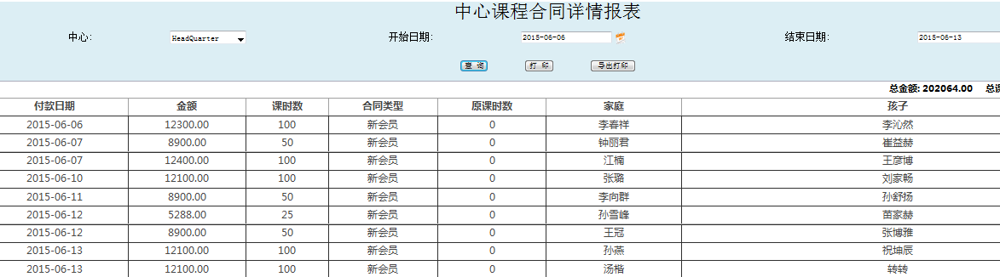 中心课程合同详情报表
中心: HeadQuarter 开始日期: 2015-06-06 结束日期: 2015-06-13
查 询 打 印 导出打印
总金额: 202064.00 总课
付款日期 金额 课时数 合同类型 原课时数 家庭 孩子
2015-06-06 12300.00 100 新会员 0 李春祥 李沁然
2015-06-07 8900.00 50 新会员 0 钟丽君 崔益赫
2015-06-07 12400.00 100 新会员 0 江楠 王彦博
2015-06-10 12100.00 100 新会员 0 张璐 刘家畅
2015-06-11 8900.00 50 新会员 0 李向群 孙舒扬
2015-06-12 5288.00 25 新会员 0 孙雪峰 苗家赫
2015-06-12 8900.00 50 新会员 0 王冠 张博雅
2015-06-13 12100.00 100 新会员 0 孙燕 祝坤辰
2015-06-13 12100.00 100 新会员 0 汤楷 转转